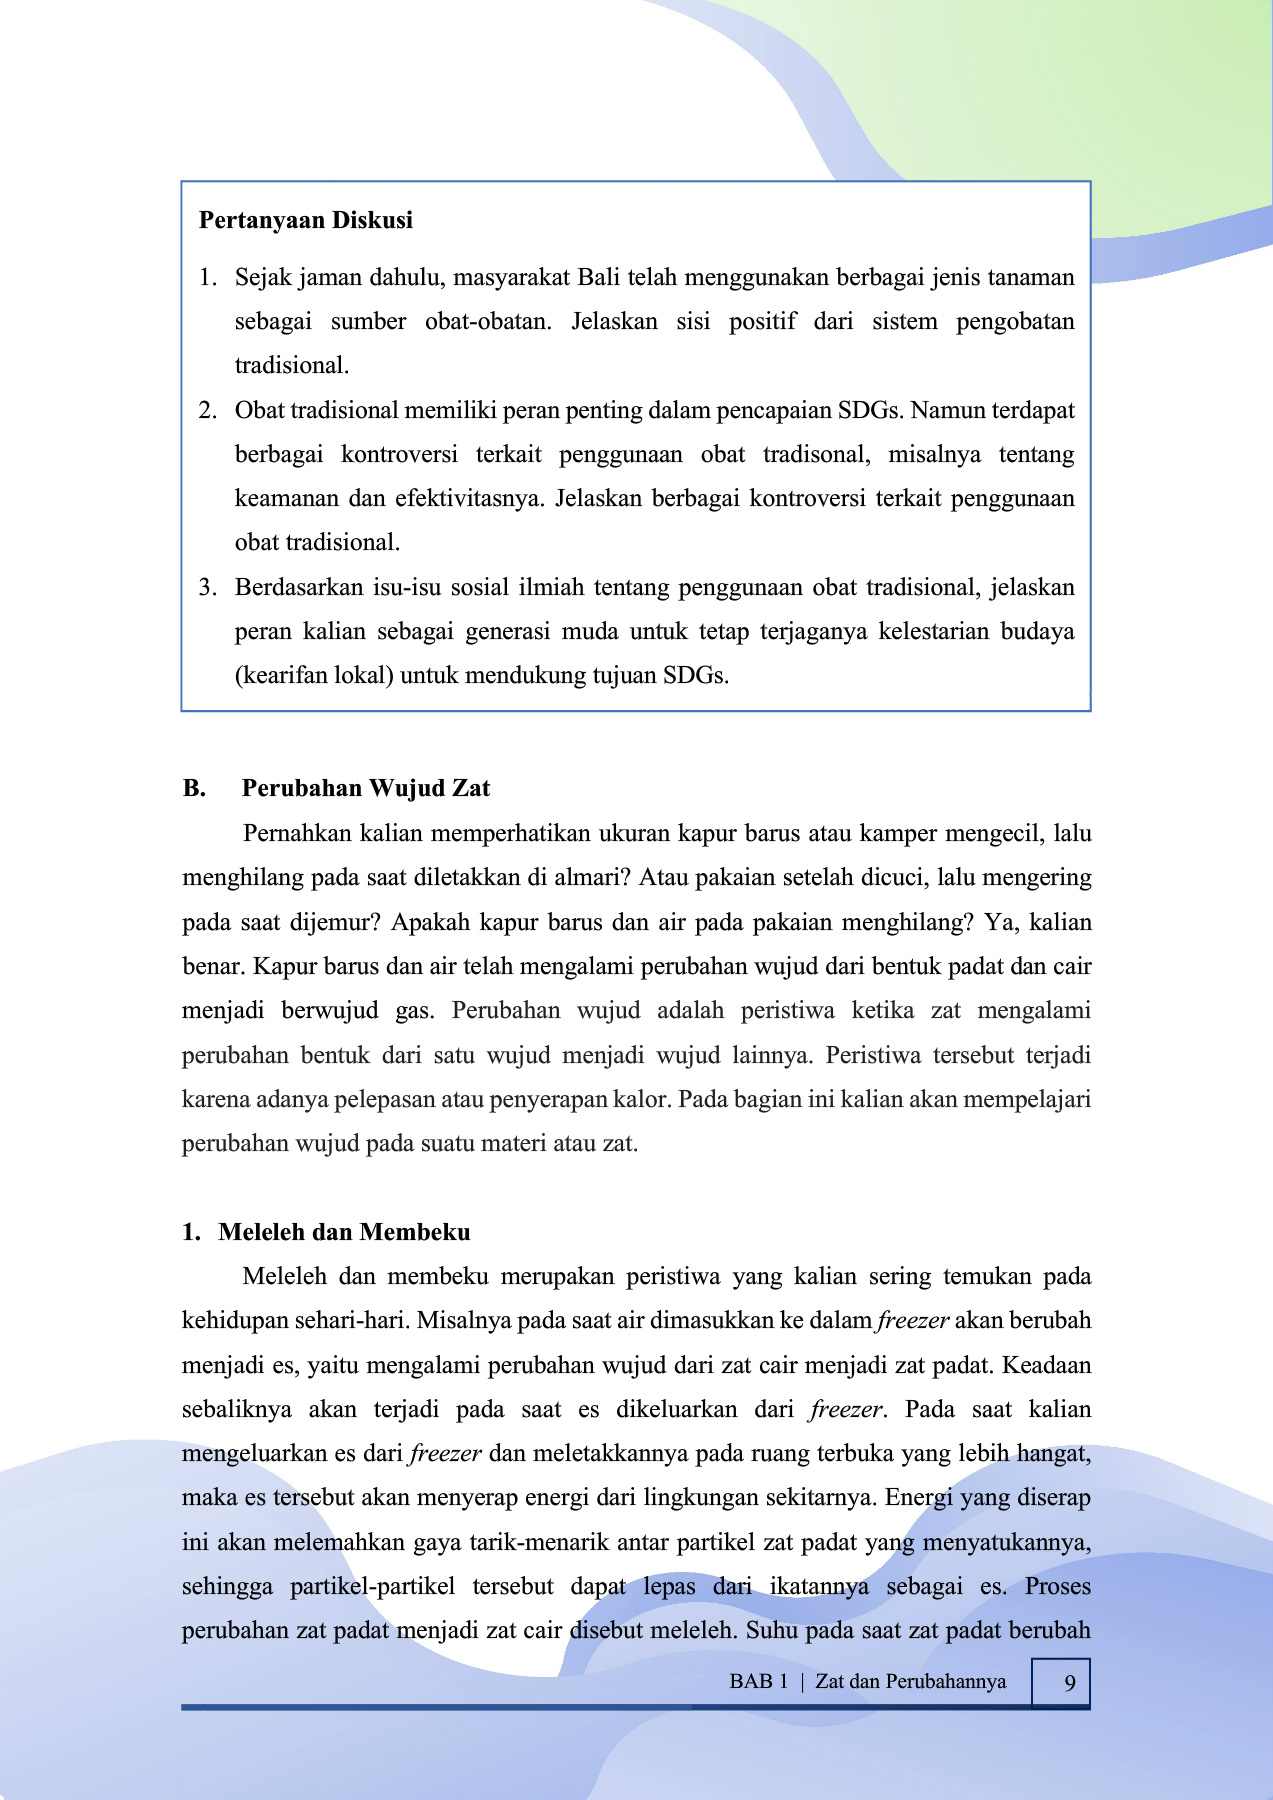 Pertanyaan Diskusi
1. Sejak jaman dahulu, masyarakat Bali telah menggunakan berbagai jenis tanaman
sebagai sumber obat-obatan. Jelaskan sisi positif dari sistem pengobatan
tradisional.
2. Obat tradisional memiliki peran penting dalam pencapaian SDGs. Namun terdapat
berbagai kontroversi terkait penggunaan obat tradisonal, misalnya tentang
keamanan dan efektivitasnya. Jelaskan berbagai kontroversi terkait penggunaan
obat tradisional.
3. Berdasarkan isu-isu sosial ilmiah tentang penggunaan obat tradisional, jelaskan
peran kalian sebagai generasi muda untuk tetap terjaganya kelestarian budaya
(kearifan lokal) untuk mendukung tujuan SDGs.
B. Perubahan Wujud Zat
Pernahkan kalian memperhatikan ukuran kapur barus atau kamper mengecil, lalu
menghilang pada saat diletakkan di almari? Atau pakaian setelah dicuci, lalu mengering
pada saat dijemur? Apakah kapur barus dan air pada pakaian menghilang? Ya, kalian
benar. Kapur barus dan air telah mengalami perubahan wujud dari bentuk padat dan cair
menjadi berwujud gas. Perubahan wujud adalah peristiwa ketika zat mengalami
perubahan bentuk dari satu wujud menjadi wujud lainnya. Peristiwa tersebut terjadi
karena adanya pelepasan atau penyerapan kalor. Pada bagian ini kalian akan mempelajari
perubahan wujud pada suatu materi atau zat.
1. Meleleh dan Membeku
Meleleh dan membeku merupakan peristiwa yang kalian sering temukan pada
kehidupan sehari-hari. Misalnya pada saat air dimasukkan ke dalam freezer akan berubah
menjadi es, yaitu mengalami perubahan wujud dari zat cair menjadi zat padat. Keadaan
sebaliknya akan terjadi pada saat es dikeluarkan dari freezer. Pada saat kalian
mengeluarkan es dari freezer dan meletakkannya pada ruang terbuka yang lebih hangat,
maka es tersebut akan menyerap energi dari lingkungan sekitarnya. Energi yang diserap
ini akan melemahkan gaya tarik-menarik antar partikel zat padat yang menyatukannya,
sehingga partikel-partikel tersebut dapat lepas dari ikatannya sebagai es. Proses
perubahan zat padat menjadi zat cair disebut meleleh. Suhu pada saat zat padat berubah
BAB 1 | Zat dan Perubahannya 9